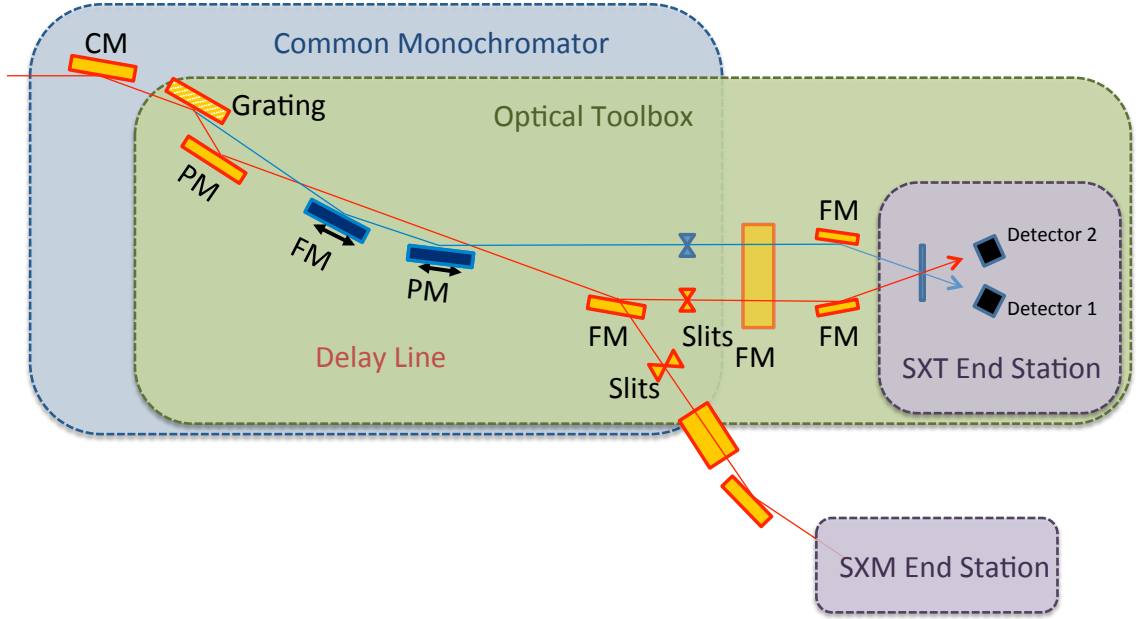 CM
Common Monochromator
Grating
Optical Toolbox
PM
FM
FM
PM
Detector 2
Detector 1
FM
Slits
FM
FM
Delay Line
Slits
SXT End Station
SXM End Station